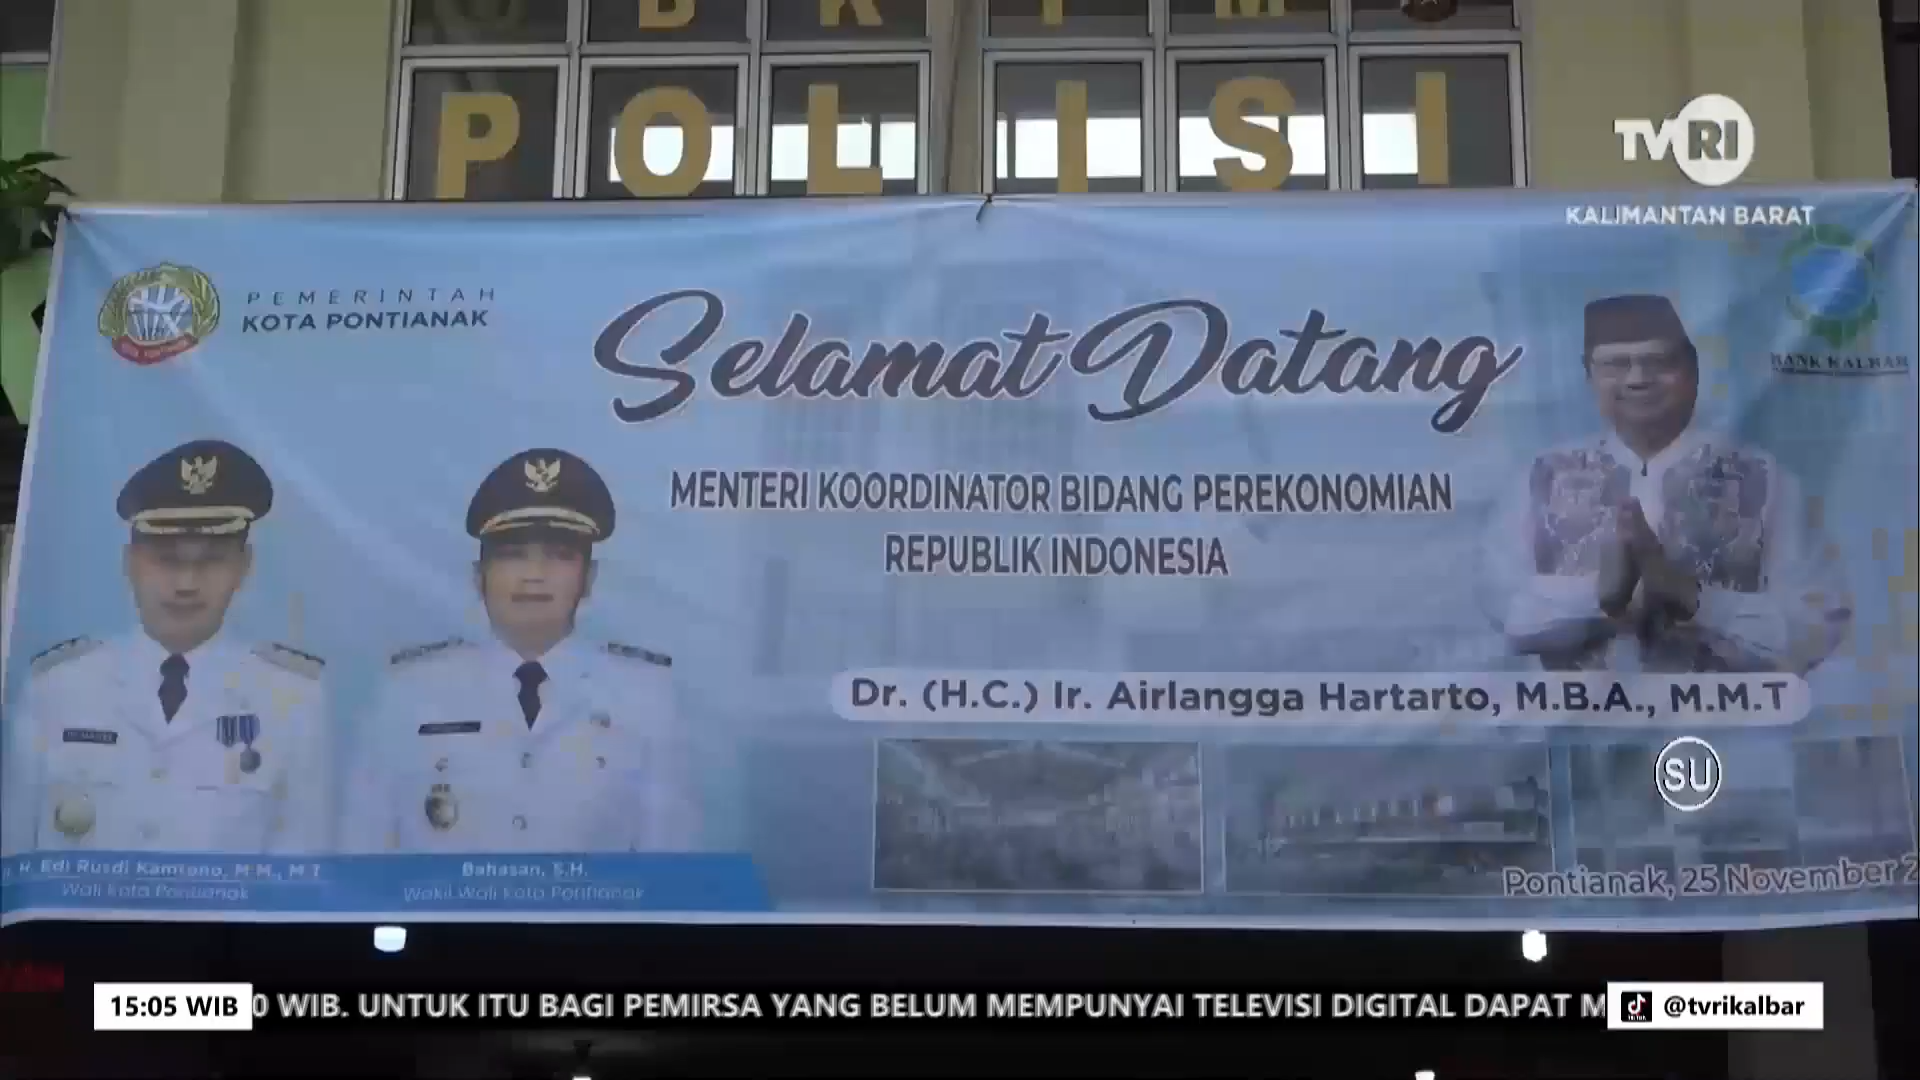 POLISI
TVRI
KALIMANTAN BARAT
PEMERINTAH
KOTA PONTIANAK
Selamat Datang
BANK KALBAR
MENTERI KOORDINATOR BIDANG PEREKONOMIAN
REPUBLIK INDONESIA
Dr. (H.C.) Ir. Airlangga Hartarto, M.B.A., M.M.T
SU
H. Edi Rusdi Kamtono, M.M., M.T
Wali Kota Pontianak
Bahasan, S.H.
Wakil Wali Kota Pontianak
Pontianak, 25 November 2
15:05 WIB
0 WIB. UNTUK ITU BAGI PEMIRSA YANG BELUM MEMPUNYAI TELEVISI DIGITAL DAPAT M
@tvrikalbar